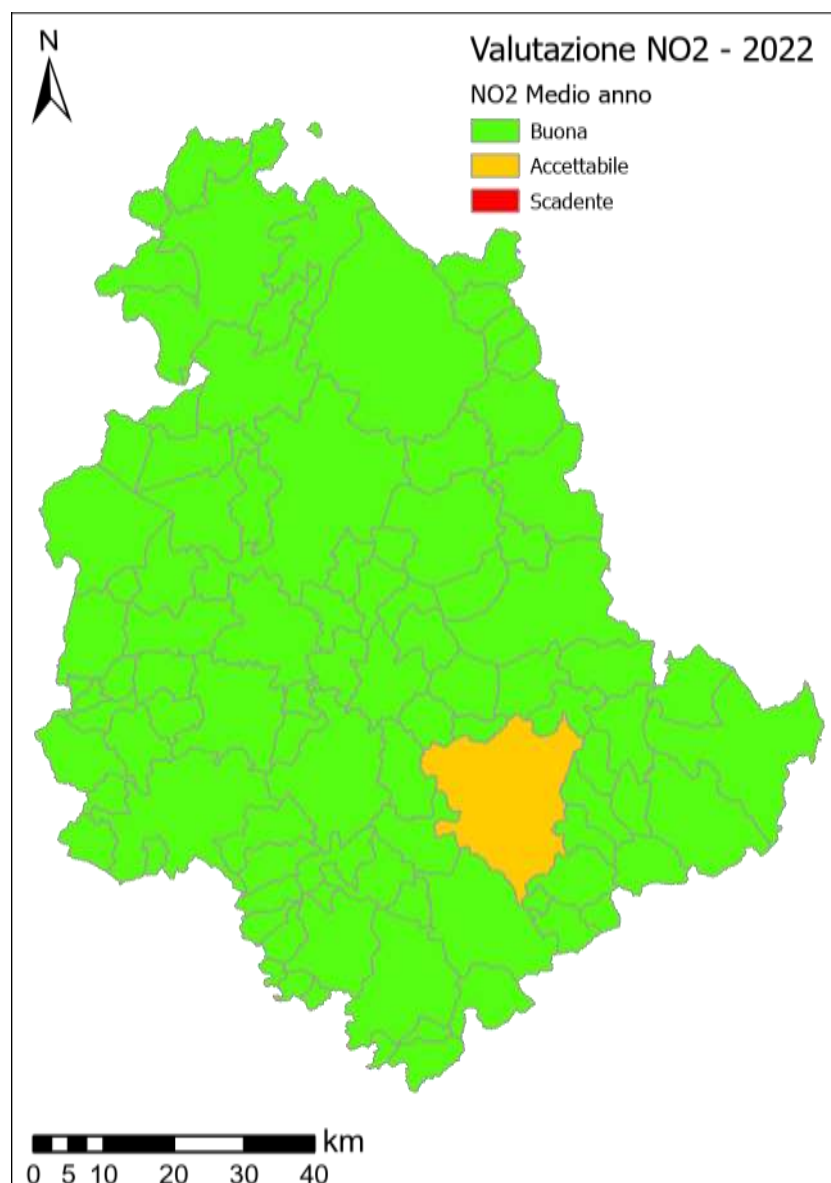 N
Valutazione NO2 - 2022
NO2 Medio anno
Buona
Accettabile
Scadente
km
0 5 10 20 30 40